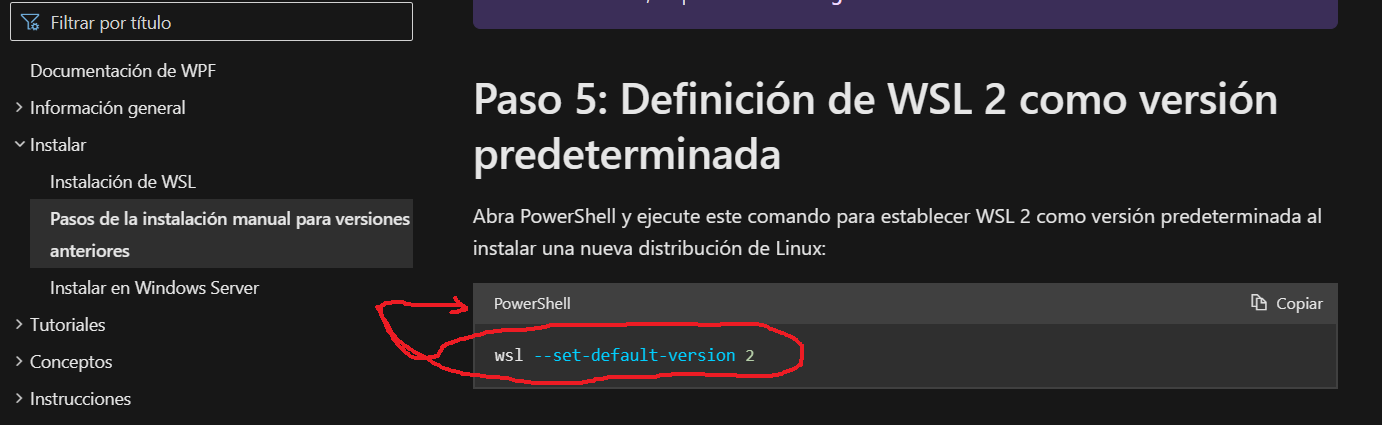 Filtrar por título
Documentación de WPF
Información general
Instalar
Instalación de WSL
Pasos de la instalación manual para versiones
anteriores
Instalar en Windows Server
Tutoriales
Conceptos
Instrucciones
Paso 5: Definición de WSL 2 como versión
predeterminada
Abra PowerShell y ejecute este comando para establecer WSL 2 como versión predeterminada al
instalar una nueva distribución de Linux:
PowerShell
Copiar
wsl --set-default-version 2